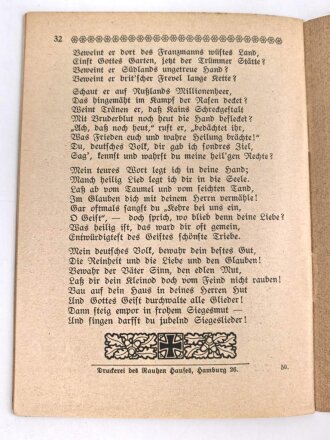 32
Beweint er dort des Franzmanns wüstes Land,
Einst Gottes Garten, jetzt der Trümmer Stätte?
Beweint er Südlands ungetreue Hand?
Beweint er brit'scher Frevel lange Kette?
Schaut er auf Rußlands Millionenheer,
Das hingemäht im Kampf der Rasen decket?
Weint Tränen er, daß Kains Schreckgestalt
Mit Bruderblut noch heut die Hand beflecket?
„Ach, daß noch heut," ruft er, „bedächtet ihr,
Was Frieden euch und wahre Heilung brächte!"
Du, deutsches Volk, dir gab ich sondres Ziel,
Sag', kennst und wahrst du meine heil'gen Rechte?
Mein teures Wort legt ich in deine Hand;
Manch heilig Lied legt ich dir in die Seele.
Laß ab vom Taumel und vom seichten Tand,
Im Glauben dich mit deinem Herrn vermähle!
Gar oftmals fangst du „Kehre bei uns ein,
O Geist", — doch sprich, wo blieb denn deine Liebe?
Was heilig ist, das ward dir oft gemein,
Entwürdigteft des Geistes schönste Triebe.
Mein deutsches Volk, bewahr dein bestes Gut,
Die Reinheit und die Liebe und den Glauben!
Bewahr der Väter Sinn, den edlen Mut,
Laß dir dein Kleinod doch vom Feind nicht rauben!
Bau auf dein Haus in deines Herren Hut
Und Gottes Geist durchwalte alle Glieder!
Dann steig empor in frohem Siegesmut —
Und singen darfst du jubelnd Siegeslieder!
Druckerei des Rauhen Hauses, Hamburg 26.
50.